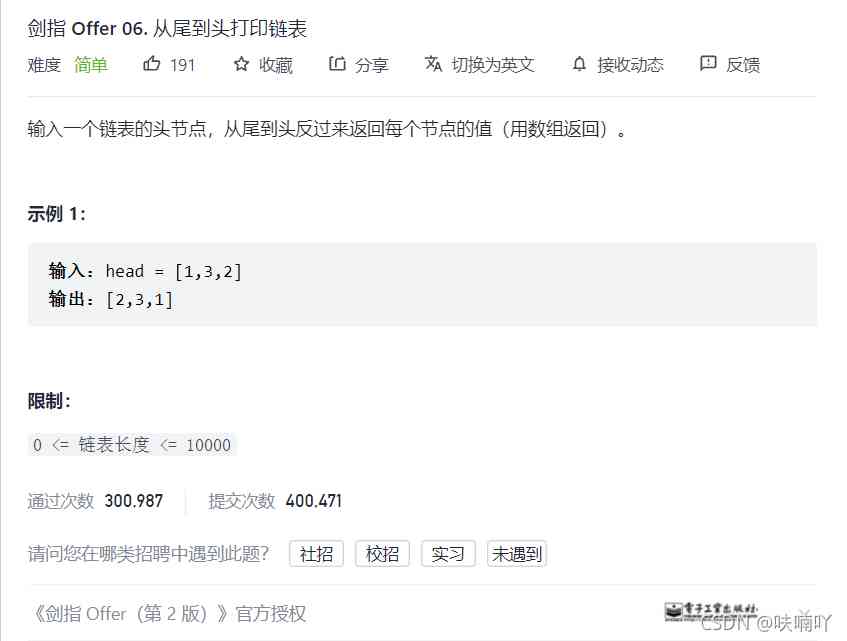 剑指 Offer 06. 从尾到头打印链表
难度 简单 191 收藏 分享 切换为英文 接收动态 反馈
输入一个链表的头节点，从尾到头反过来返回每个节点的值（用数组返回）。
示例 1：
输入：head = [1,3,2]
输出：[2,3,1]
限制：
0 <= 链表长度 <= 10000
通过次数 300.987 提交次数 400.471
请问您在哪类招聘中遇到此题？ 社招 校招 实习 未遇到
《剑指 Offer（第 2 版）》官方授权
电子工业出版社
CSDN @呋喃吖